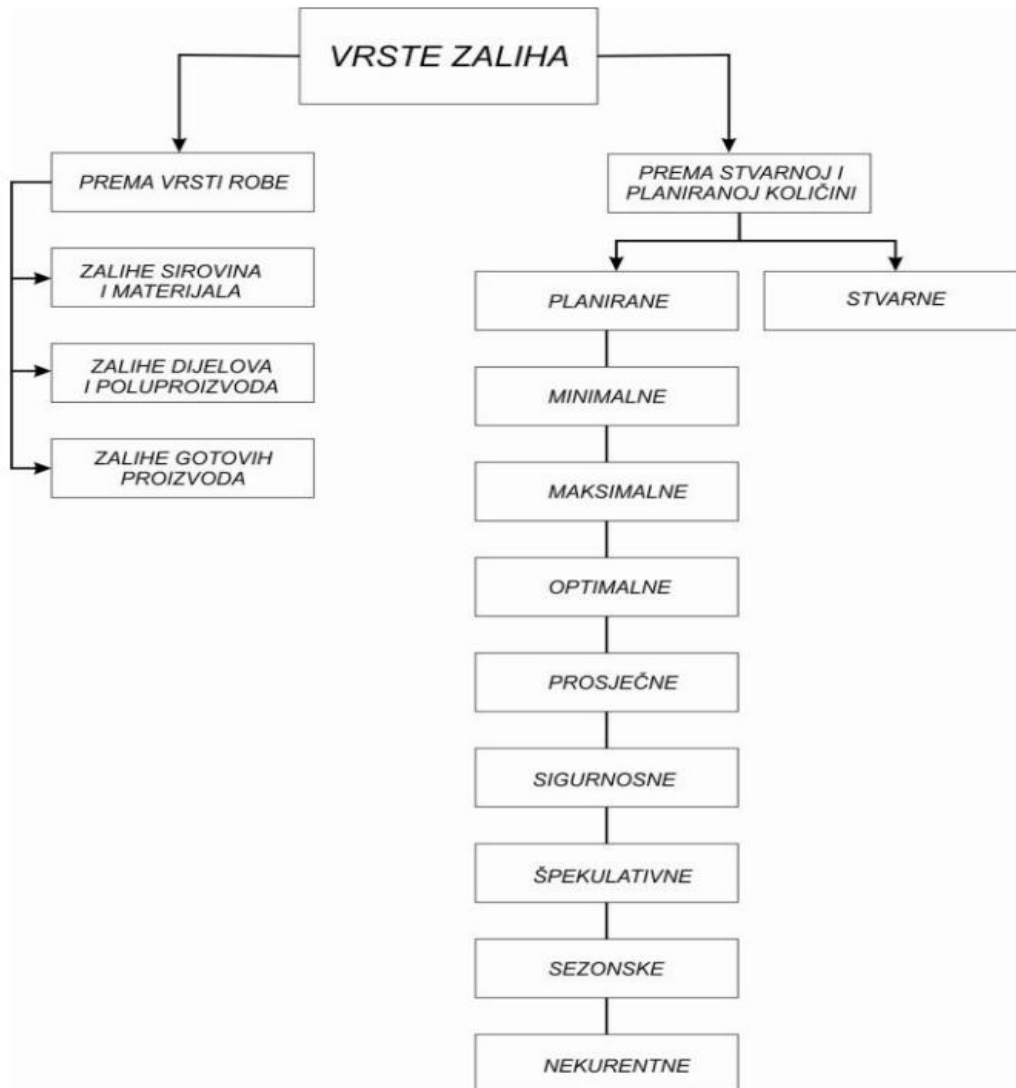 VRSTE ZALIHA
PREMA VRSTI ROBE
ZALIHE SIROVINA
I MATERIJALA
ZALIHE DIJELOVA
I POLUPROIZVODA
ZALIHE GOTOVIH
PROIZVODA
PREMA STVARNOJ I
PLANIRANOJ KOLIČINI
PLANIRANE
STVARNE
MINIMALNE
MAKSIMALNE
OPTIMALNE
PROSJEČNE
SIGURNOSNE
ŠPEKULATIVNE
SEZONSKE
NEKURENTNE